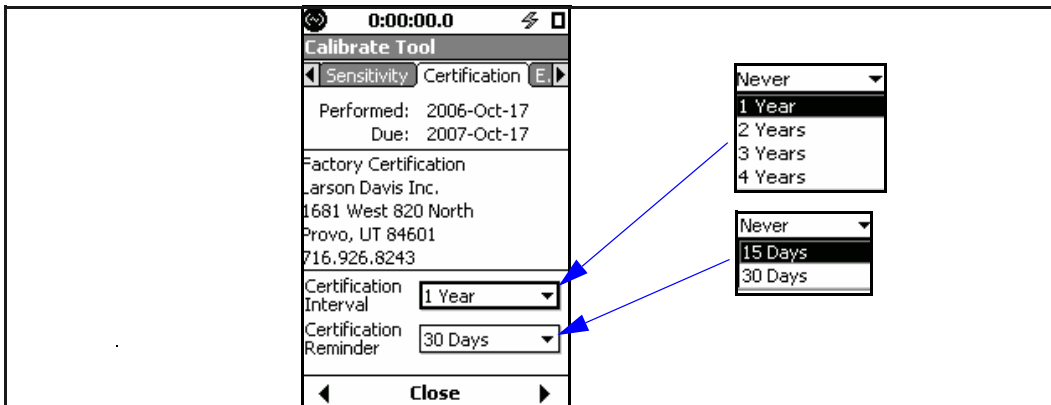 0:00:00.0
Calibrate Tool
Sensitivity Certification E.
Performed: 2006-Oct-17
Due: 2007-Oct-17
Factory Certification
Larson Davis Inc.
1681 West 820 North
Provo, UT 84601
716.926.8243
Certification Interval
1 Year
Certification Reminder
30 Days
Close
Never
1 Year
2 Years
3 Years
4 Years
Never
15 Days
30 Days